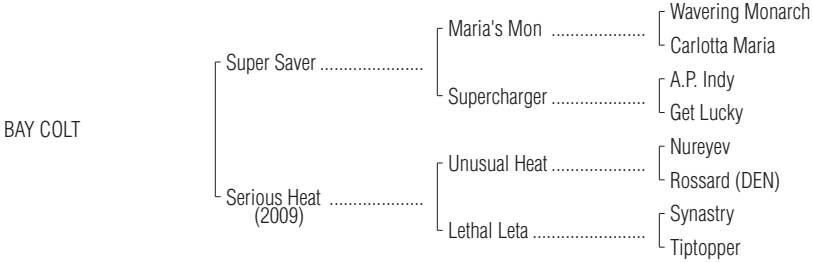 Wavering Monarch
Maria's Mon ....................
Carlotta Maria
Super Saver ......................
A.P. Indy
Supercharger ....................
Get Lucky
BAY COLT
Nureyev
Unusual Heat ....................
Rossard (DEN)
Serious Heat ....................
(2009)
Synastry
Lethal Leta ........................
Tiptopper